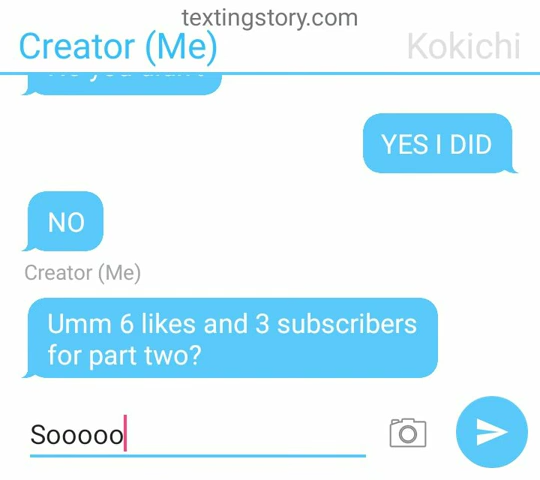 textingstory.com
Creator (Me)
Kokichi
YES I DID
NO
Creator (Me)
Umm 6 likes and 3 subscribers
for part two?
Sooooo